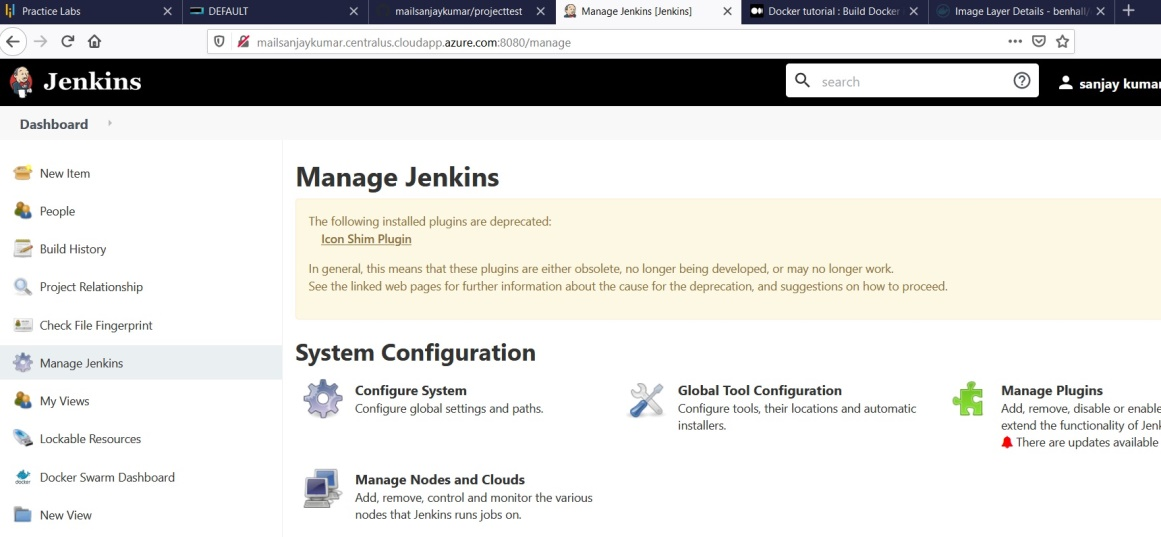 Practice Labs
DEFAULT
mailsanjaykumar/projecttest
Manage Jenkins [Jenkins]
Docker tutorial : Build Docker
Image Layer Details - benhall/
mailsanjaykumar.centralus.cloudapp.azure.com:8080/manage
Jenkins
search
sanjay kumar
Dashboard
New Item
People
Build History
Project Relationship
Check File Fingerprint
Manage Jenkins
My Views
Lockable Resources
docker
Docker Swarm Dashboard
New View
Manage Jenkins
The following installed plugins are deprecated:
Icon Shim Plugin
In general, this means that these plugins are either obsolete, no longer being developed, or may no longer work.
See the linked web pages for further information about the cause for the deprecation, and suggestions on how to proceed.
System Configuration
Configure System
Configure global settings and paths.
Global Tool Configuration
Configure tools, their locations and automatic
installers.
Manage Plugins
Add, remove, disable or enable
extend the functionality of Jenk
There are updates available
Manage Nodes and Clouds
Add, remove, control and monitor the various
nodes that Jenkins runs jobs on.